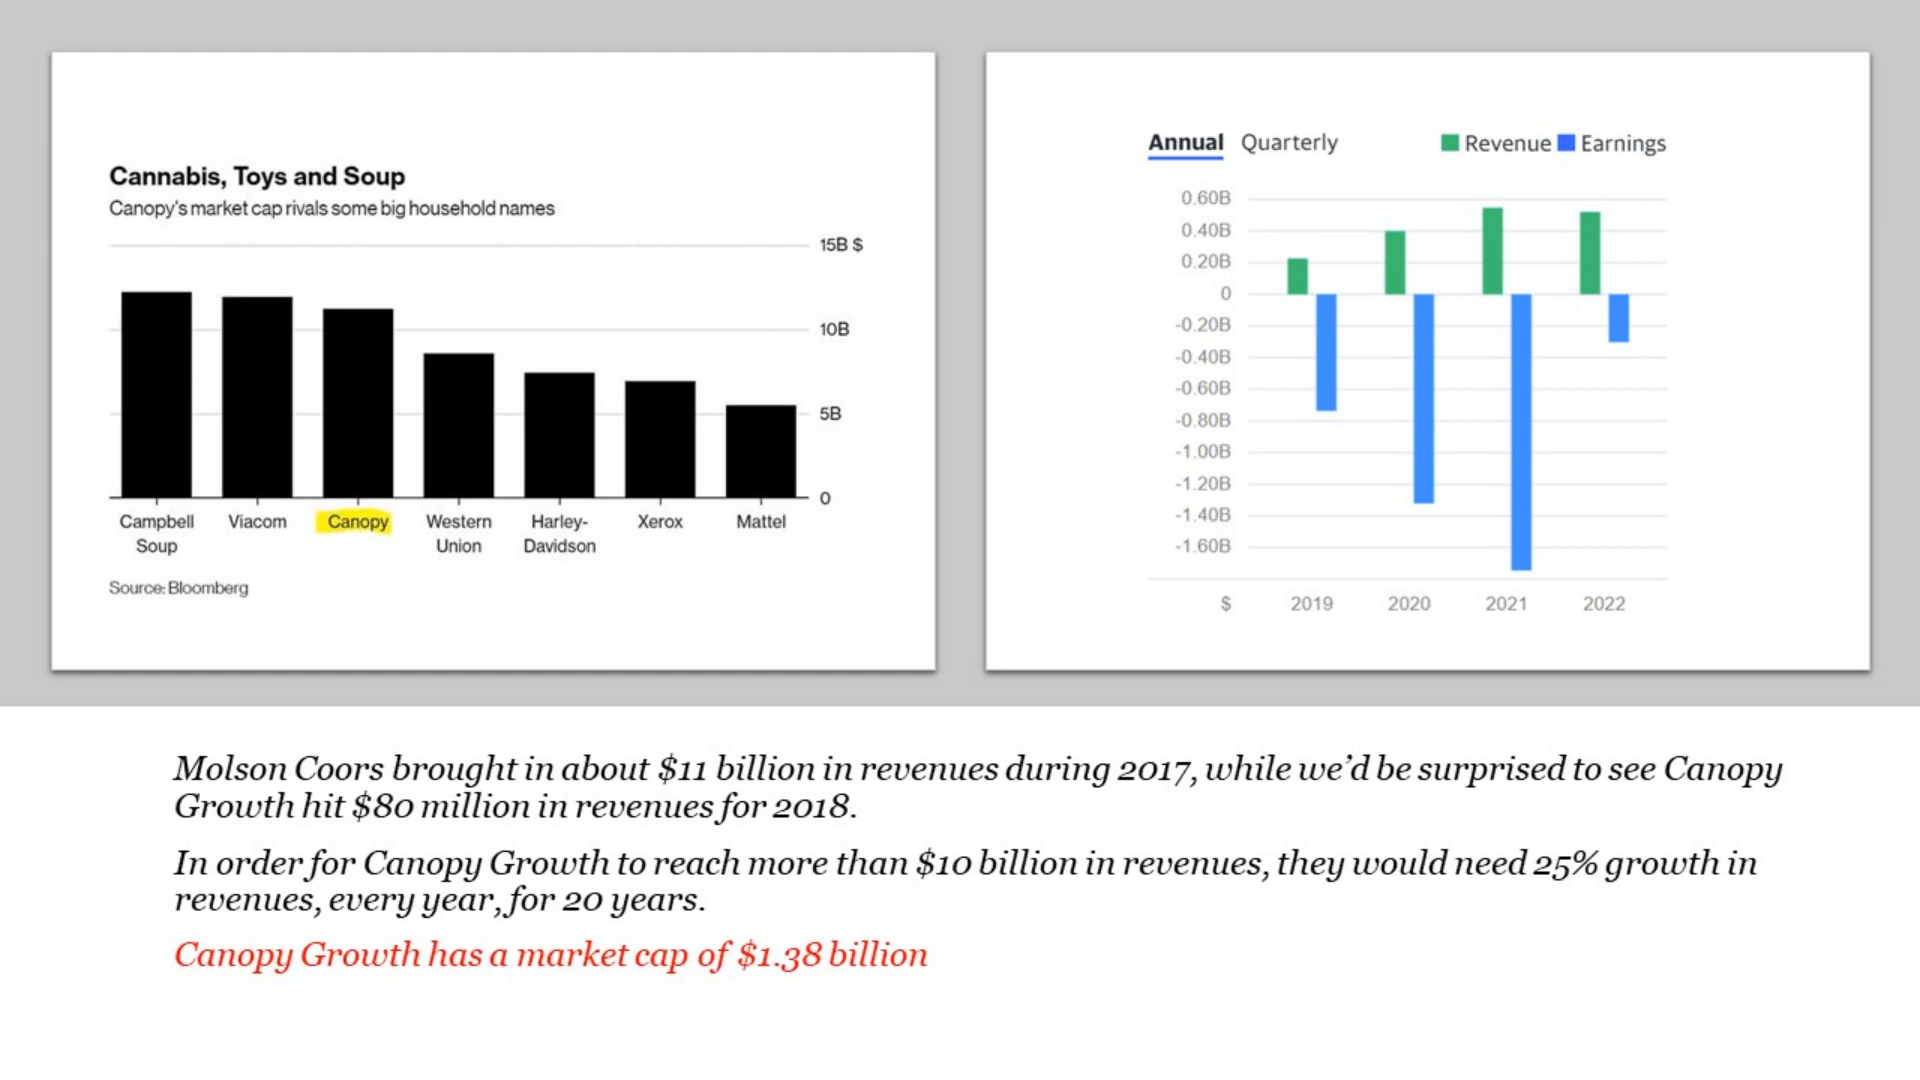 Cannabis, Toys and Soup
Canopy's market cap rivals some big household names
15B $
10B
5B
0
Campbell Soup
Viacom
Canopy
Western Union
Harley-Davidson
Xerox
Mattel
Source: Bloomberg
Annual Quarterly
Revenue Earnings
0.60B
0.40B
0.20B
0
-0.20B
-0.40B
-0.60B
-0.80B
-1.00B
-1.20B
-1.40B
-1.60B
$ 2019 2020 2021 2022
Molson Coors brought in about $11 billion in revenues during 2017, while we'd be surprised to see Canopy
Growth hit $80 million in revenues for 2018.
In order for Canopy Growth to reach more than $10 billion in revenues, they would need 25% growth in
revenues, every year, for 20 years.
Canopy Growth has a market cap of $1.38 billion